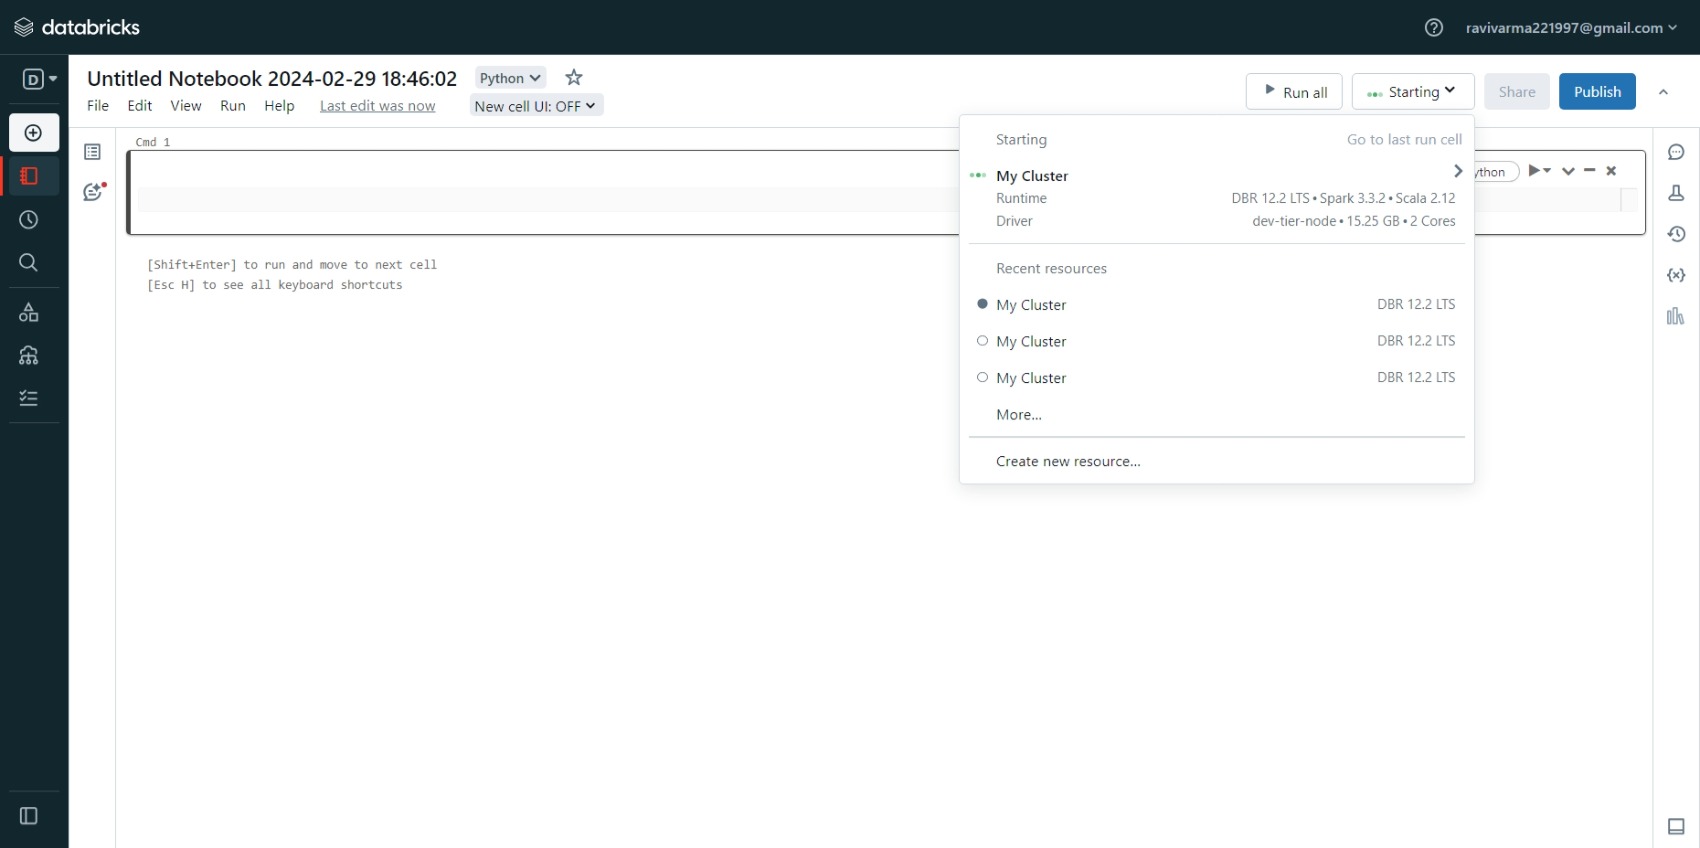 databricks
ravivarma221997@gmail.com
D
Untitled Notebook 2024-02-29 18:46:02
Python
File Edit View Run Help Last edit was now New cell UI: OFF
Run all
Starting
Share
Publish
Cmd 1
Starting
Go to last run cell
My Cluster
ython
Runtime
DBR 12.2 LTS • Spark 3.3.2 • Scala 2.12
Driver
dev-tier-node • 15.25 GB • 2 Cores
[Shift+Enter] to run and move to next cell
[Esc H] to see all keyboard shortcuts
Recent resources
My Cluster DBR 12.2 LTS
My Cluster DBR 12.2 LTS
My Cluster DBR 12.2 LTS
More...
Create new resource...